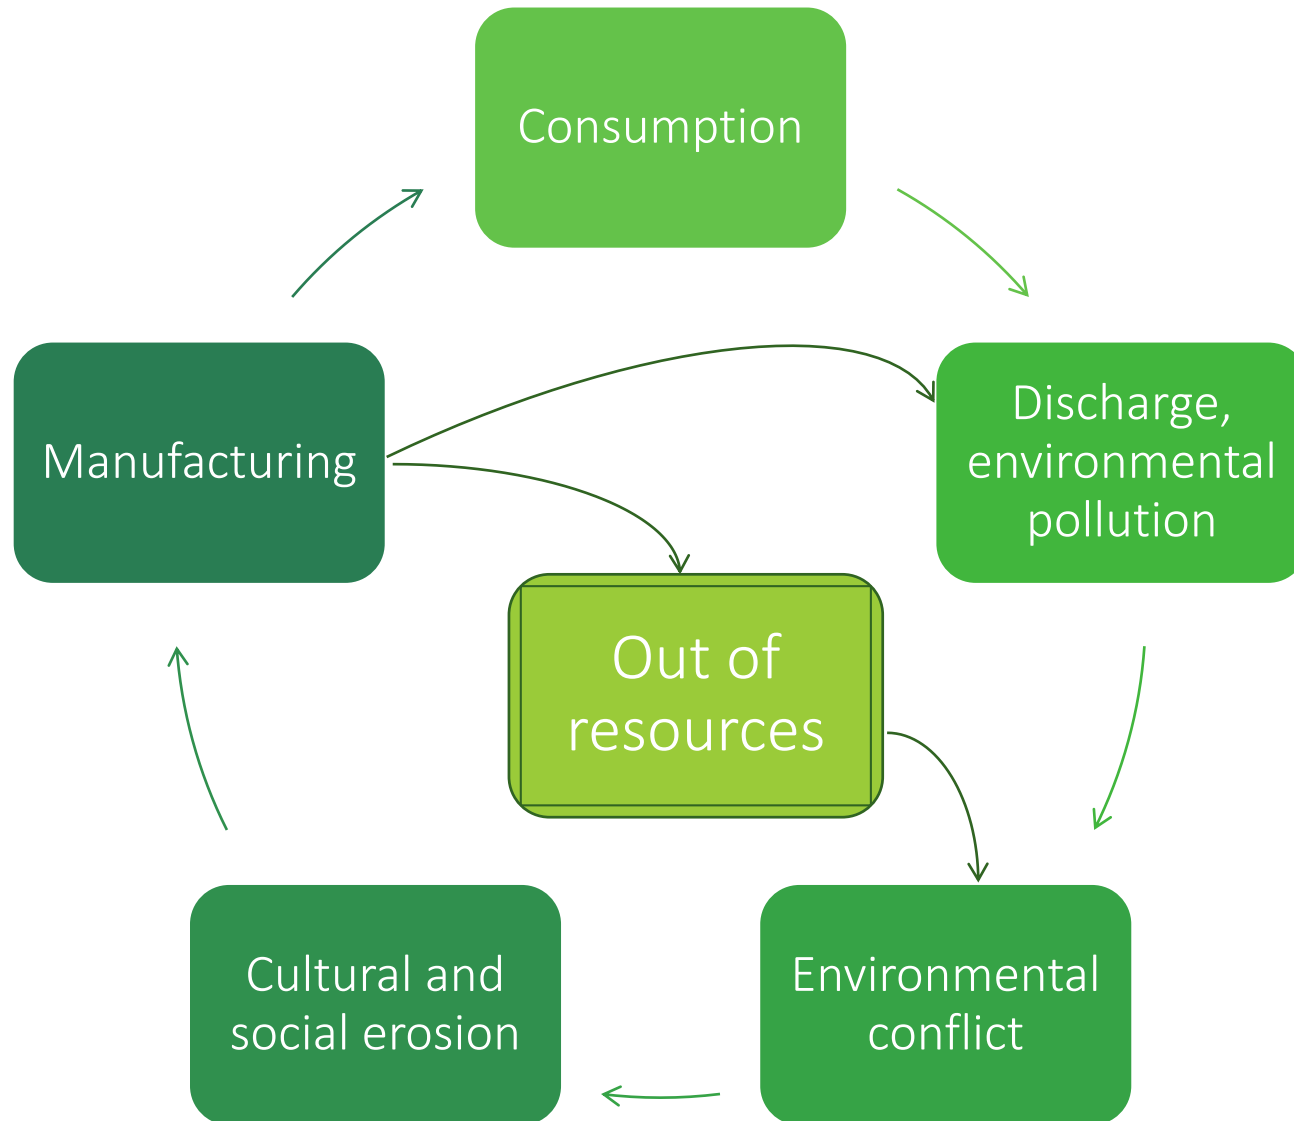 Consumption
Manufacturing
Discharge,
environmental
pollution
Out of
resources
Cultural and
social erosion
Environmental
conflict